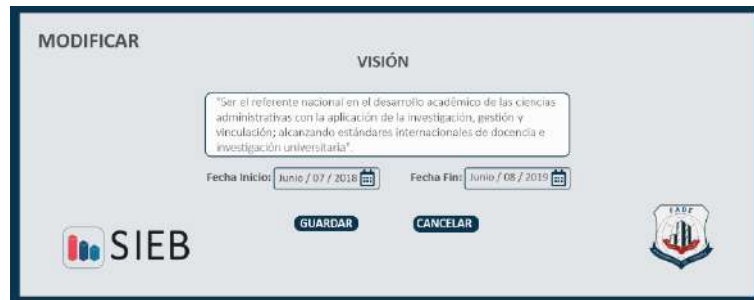 MODIFICAR
VISIÓN
"Ser el referente nacional en el desarrollo académico de las ciencias
administrativas con la aplicación de la investigación, gestión y
vinculación; alcanzando estándares internacionales de docencia e
investigación universitaria".
Fecha Inicio: Junio / 07 / 2018 Fecha Fin: Junio / 08 / 2019
GUARDAR CANCELAR
SIEB
FADE